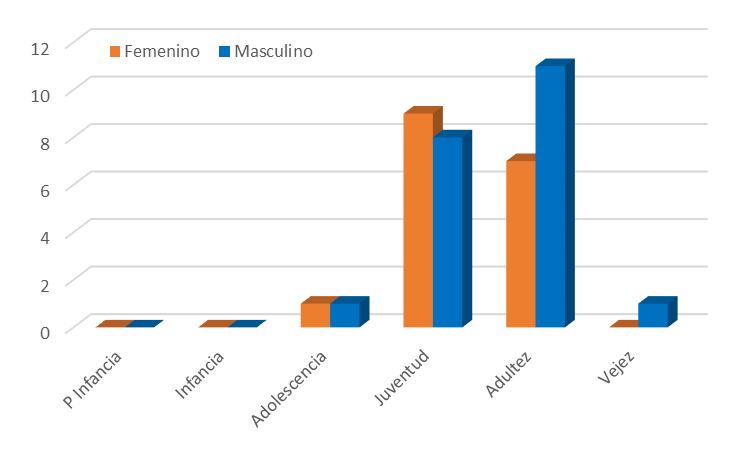 Femenino Masculino
12
10
8
6
4
2
0
P Infancia
Infancia
Adolescencia
Juventud
Adultez
Vejez